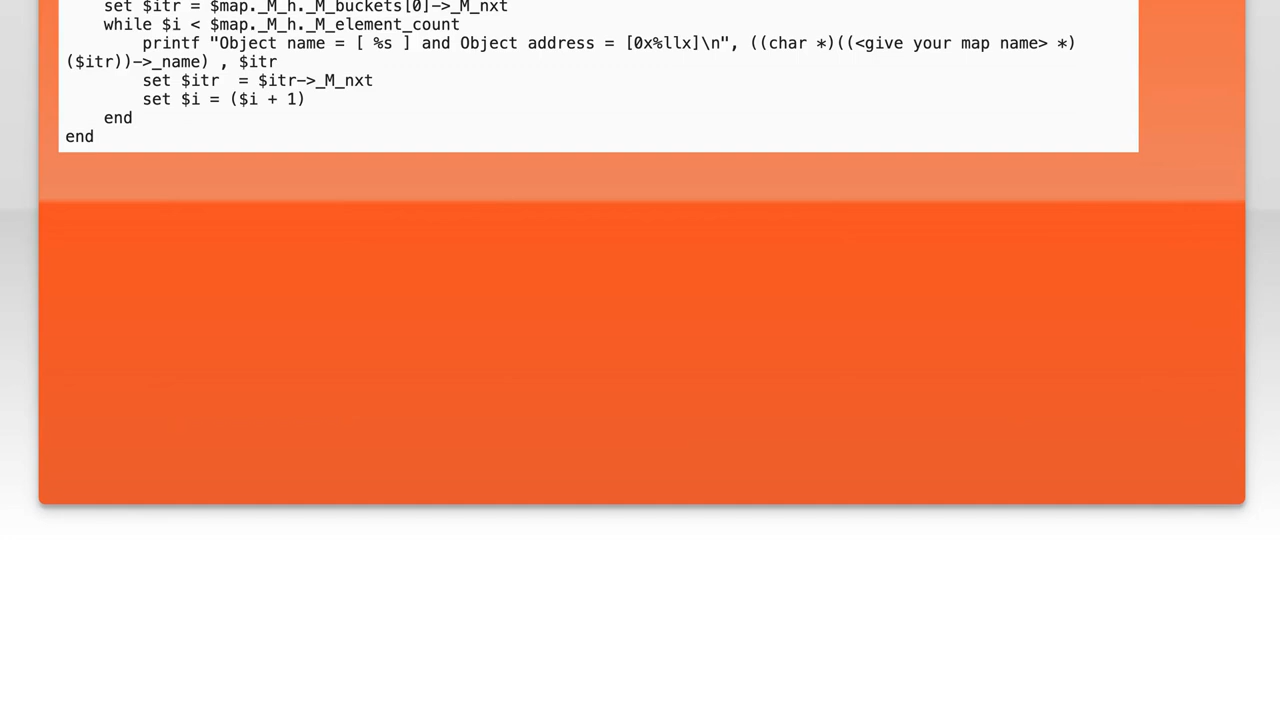 set $itr = $map._M_h._M_buckets[0]->_M_nxt
    while $i < $map._M_h._M_element_count
        printf "Object name = [ %s ] and Object address = [0x%llx]\n", ((char *)((<give your map name> *)
($itr))->_name) , $itr
        set $itr  = $itr->_M_nxt
        set $i = ($i + 1)
    end
end